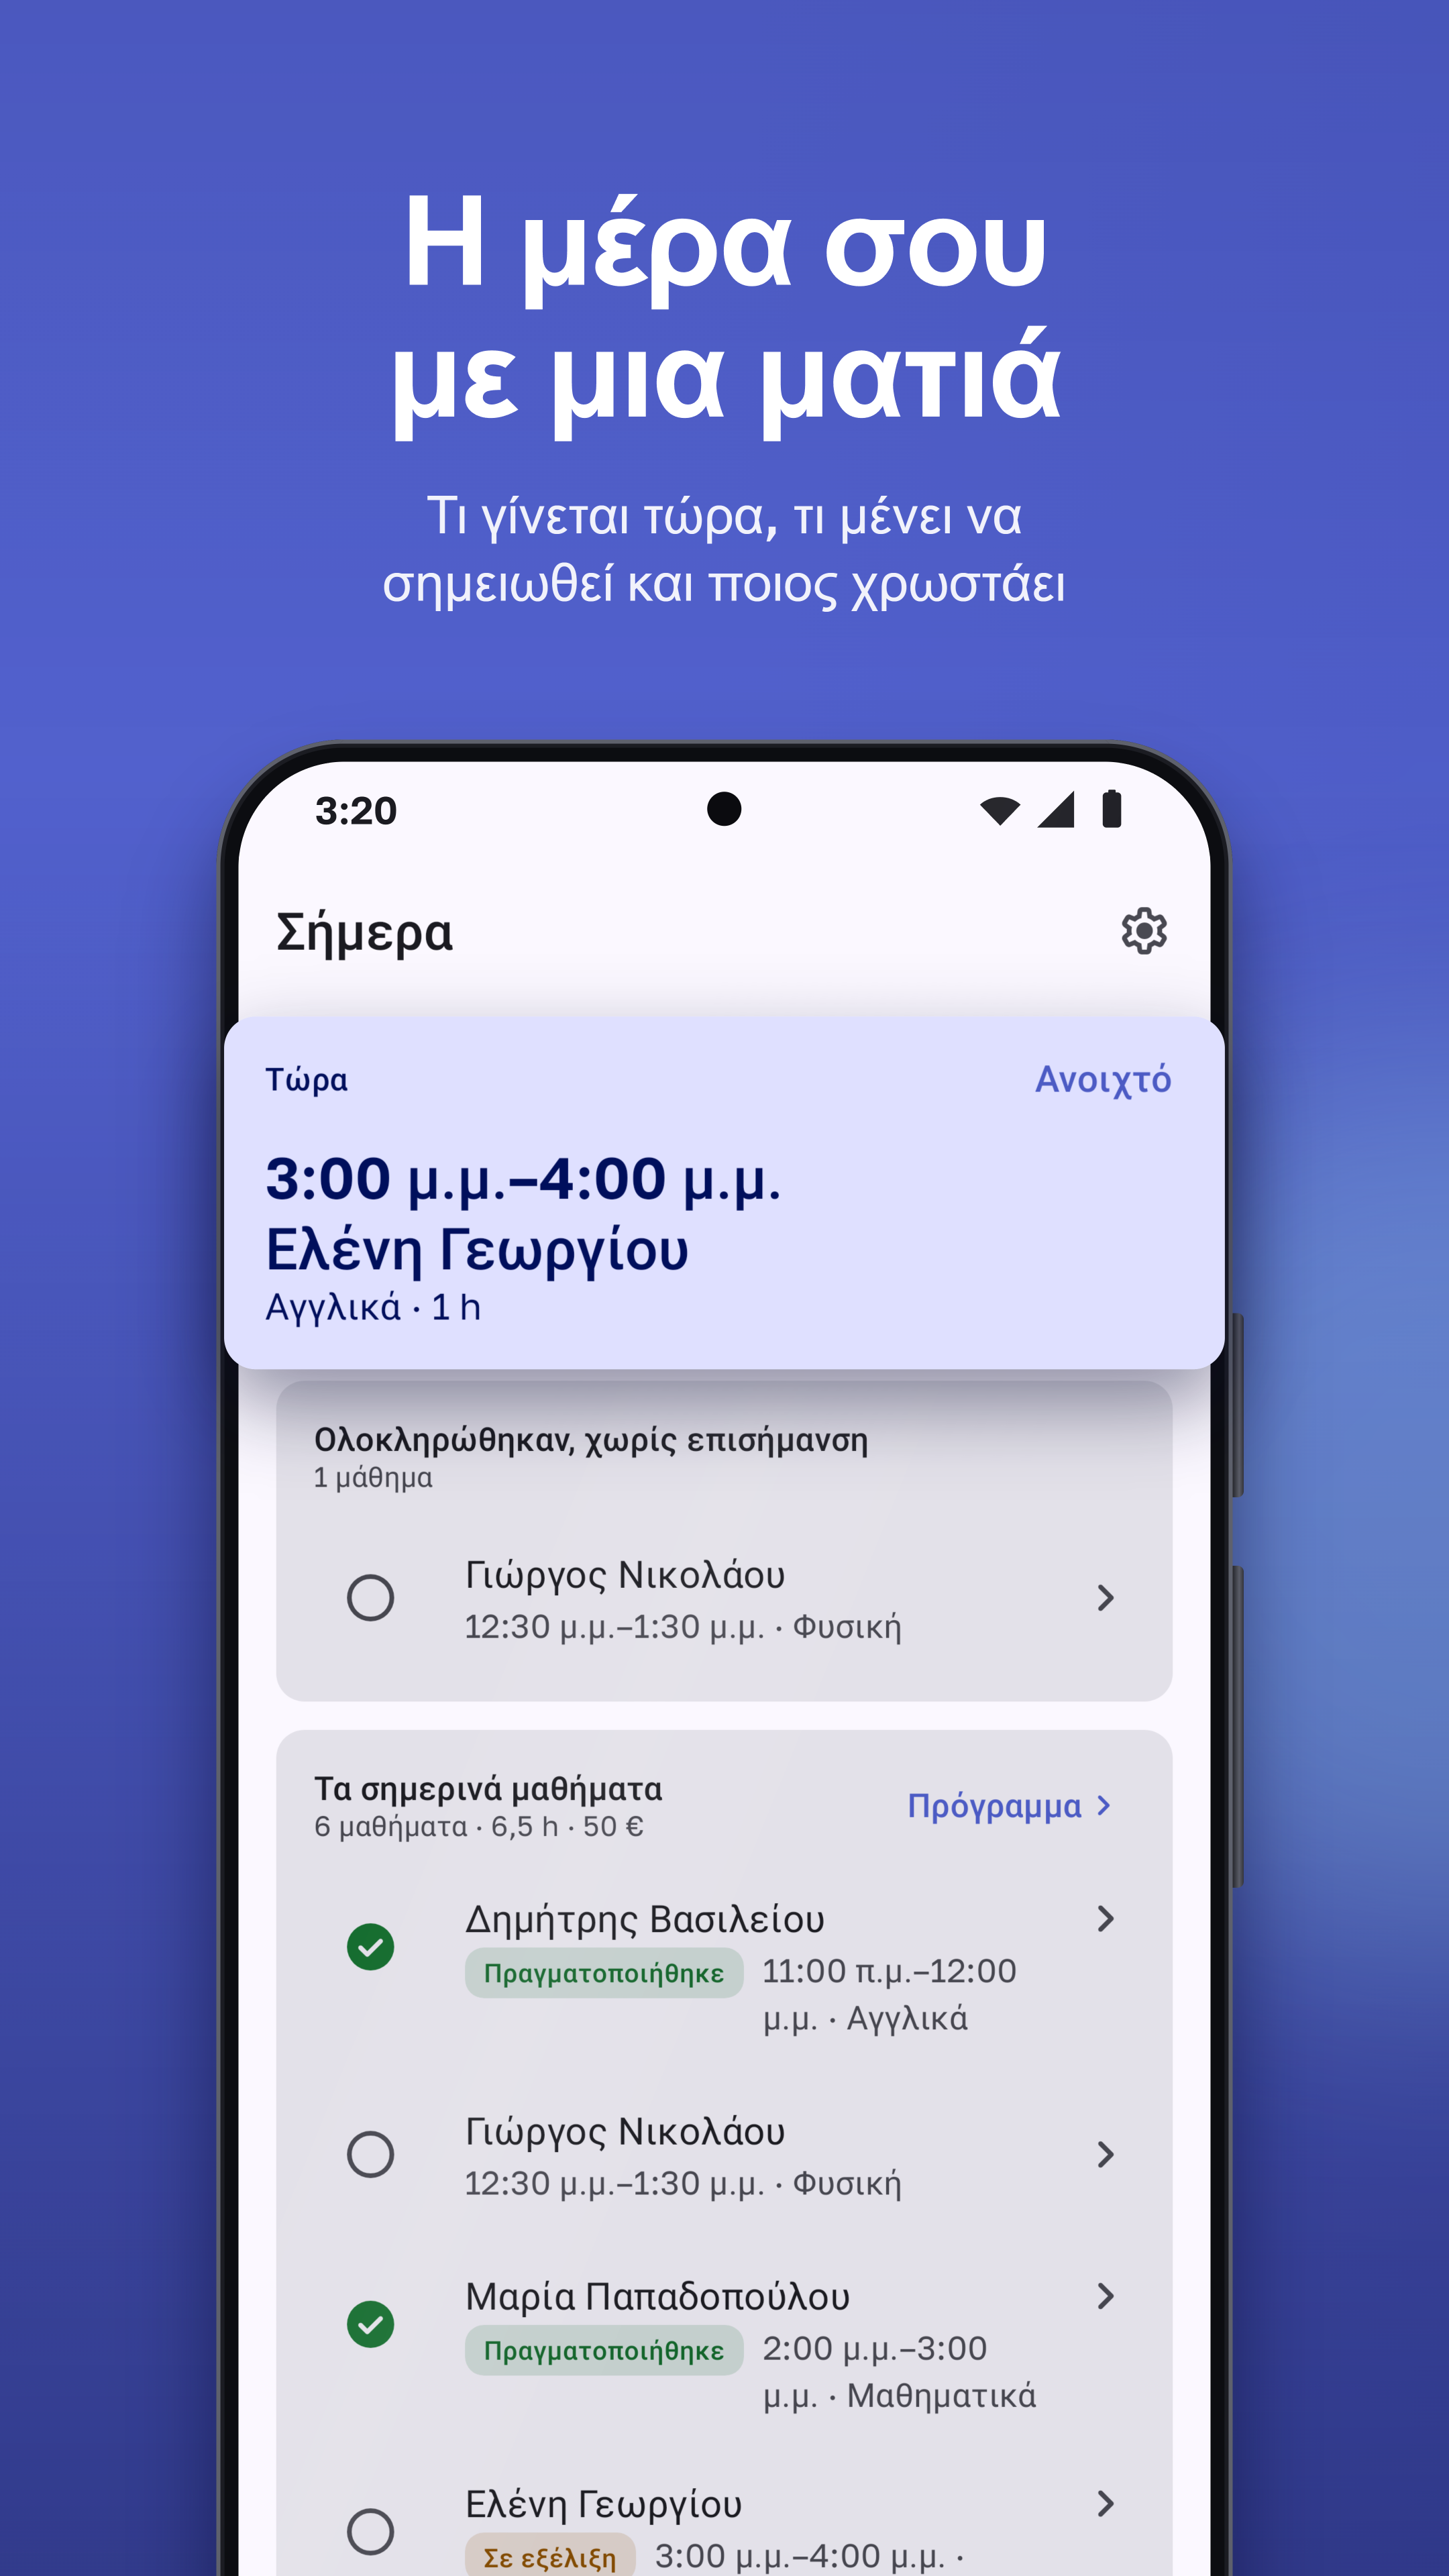 Η μέρα σου
με μια ματιά
Τι γίνεται τώρα, τι μένει να
σημειωθεί και ποιος χρωστάει
3:20
Σήμερα
Τώρα
Ανοιχτό
3:00 μ.μ.–4:00 μ.μ.
Ελένη Γεωργίου
Αγγλικά · 1 h
Ολοκληρώθηκαν, χωρίς επισήμανση
1 μάθημα
Γιώργος Νικολάου
12:30 μ.μ.–1:30 μ.μ. · Φυσική
Τα σημερινά μαθήματα
6 μαθήματα · 6,5 h · 50 €
Πρόγραμμα
Δημήτρης Βασιλείου
Πραγματοποιήθηκε
11:00 π.μ.–12:00
μ.μ. · Αγγλικά
Γιώργος Νικολάου
12:30 μ.μ.–1:30 μ.μ. · Φυσική
Μαρία Παπαδοπούλου
Πραγματοποιήθηκε
2:00 μ.μ.–3:00
μ.μ. · Μαθηματικά
Ελένη Γεωργίου
Σε εξέλιξη
3:00 μ.μ.–4:00 μ.μ. ·